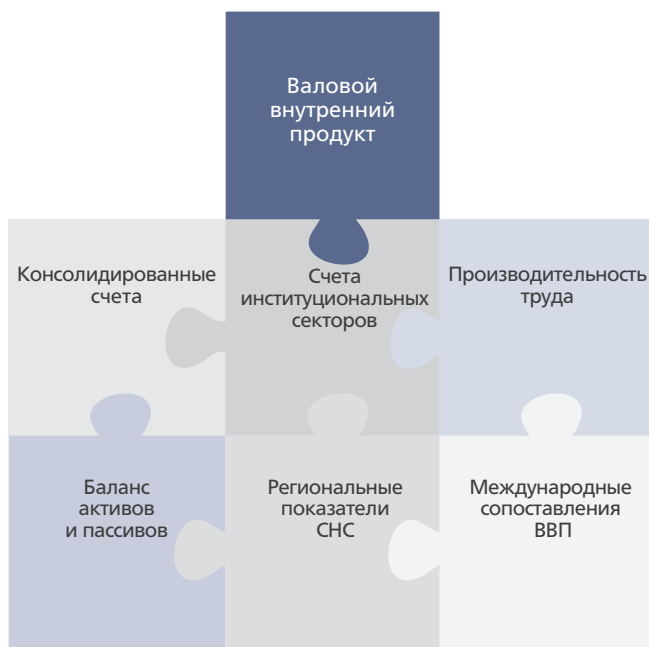 Валовой
внутренний
продукт
Консолидированные
счета
Счета
институциональных
секторов
Производительность
труда
Баланс
активов
и пассивов
Региональные
показатели
СНС
Международные
сопоставления
ВВП